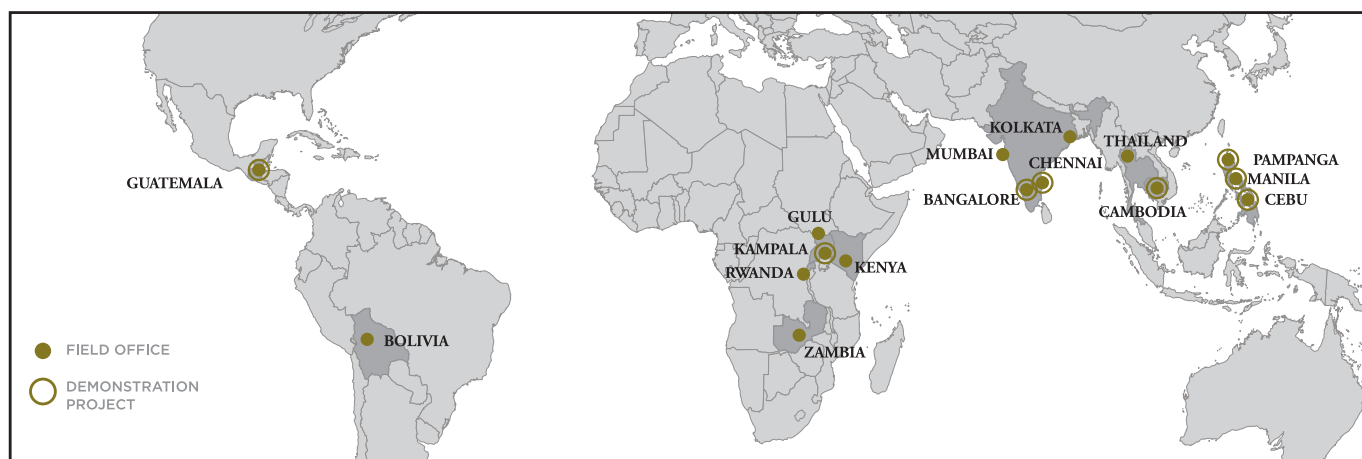 GUATEMALA
BOLIVIA
GULU
KAMPALA
RWANDA
KENYA
ZAMBIA
KOLKATA
MUMBAI
CHENNAI
BANGALORE
THAILAND
CAMBODIA
PAMPANGA
MANILA
CEBU
FIELD OFFICE
DEMONSTRATION
PROJECT